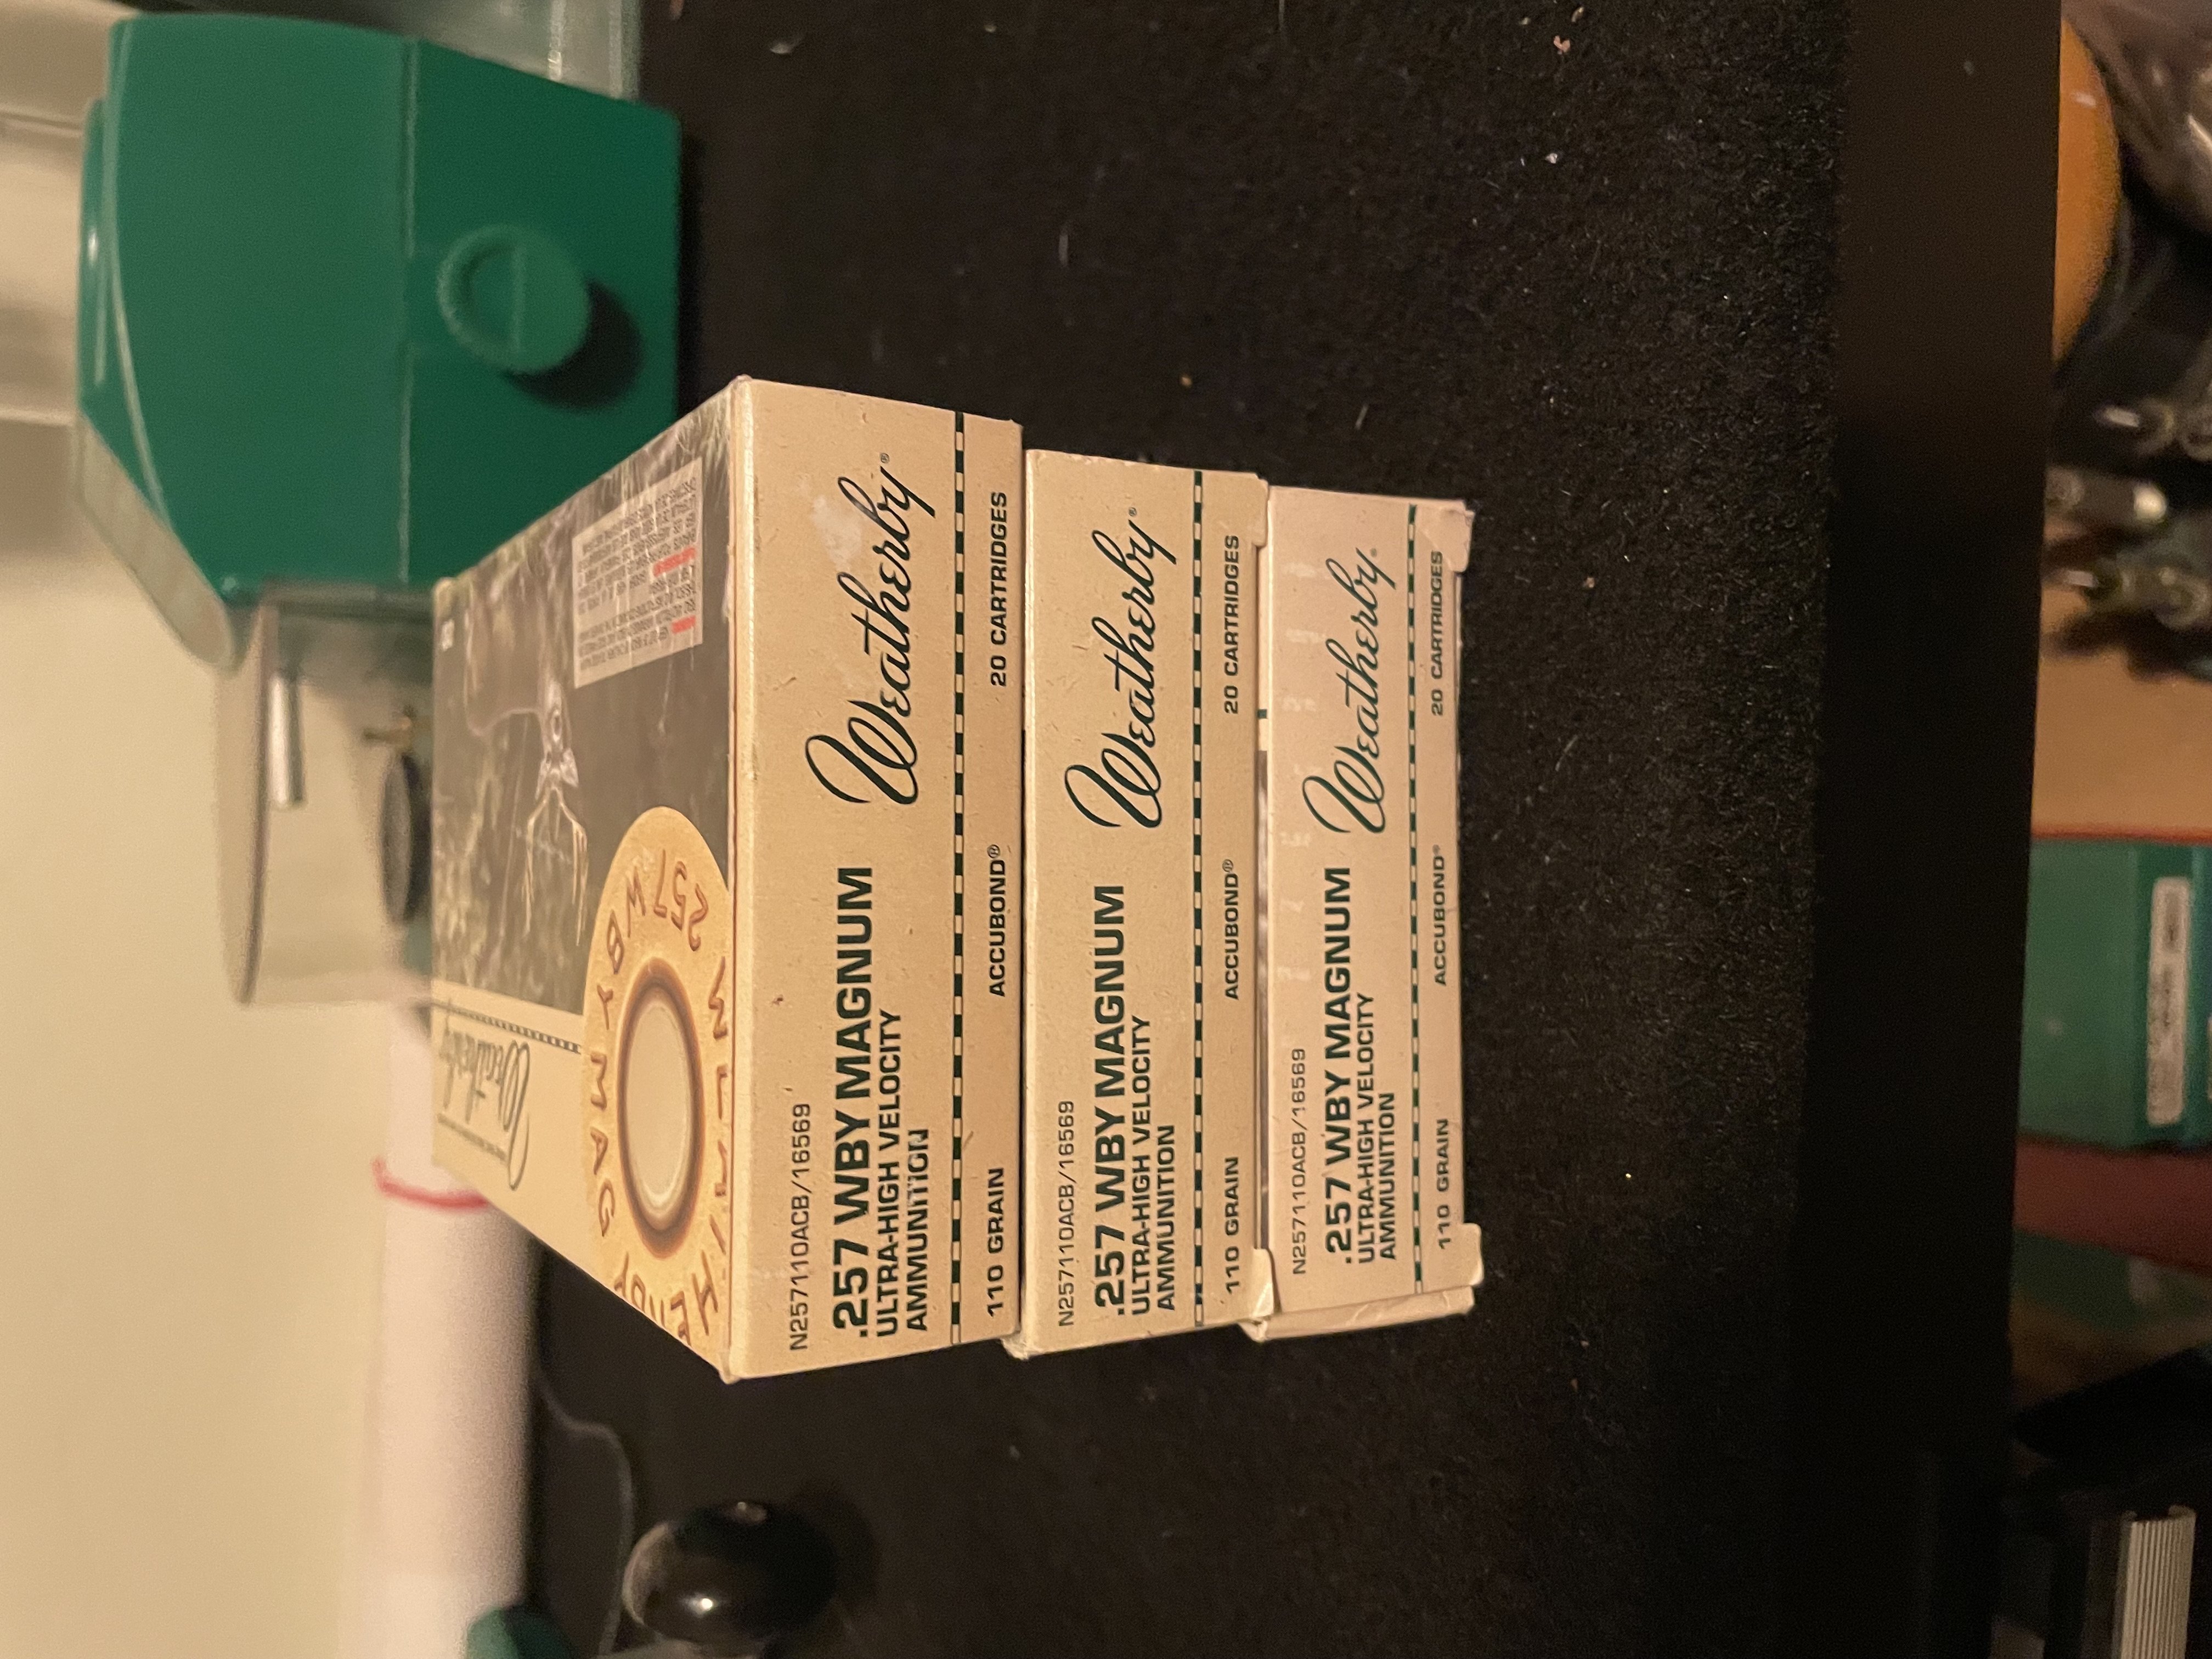 Weatherby
257 WBY MAG
N257110ACB/16569
.257 WBY MAGNUM
ULTRA-HIGH VELOCITY
AMMUNITION
Weatherby®
110 GRAIN ACCUBOND® 20 CARTRIDGES
N257110ACB/16569
.257 WBY MAGNUM
ULTRA-HIGH VELOCITY
AMMUNITION
Weatherby®
110 GRAIN ACCUBOND® 20 CARTRIDGES
N257110ACB/16569
.257 WBY MAGNUM
ULTRA-HIGH VELOCITY
AMMUNITION
Weatherby®
110 GRAIN ACCUBOND® 20 CARTRIDGES